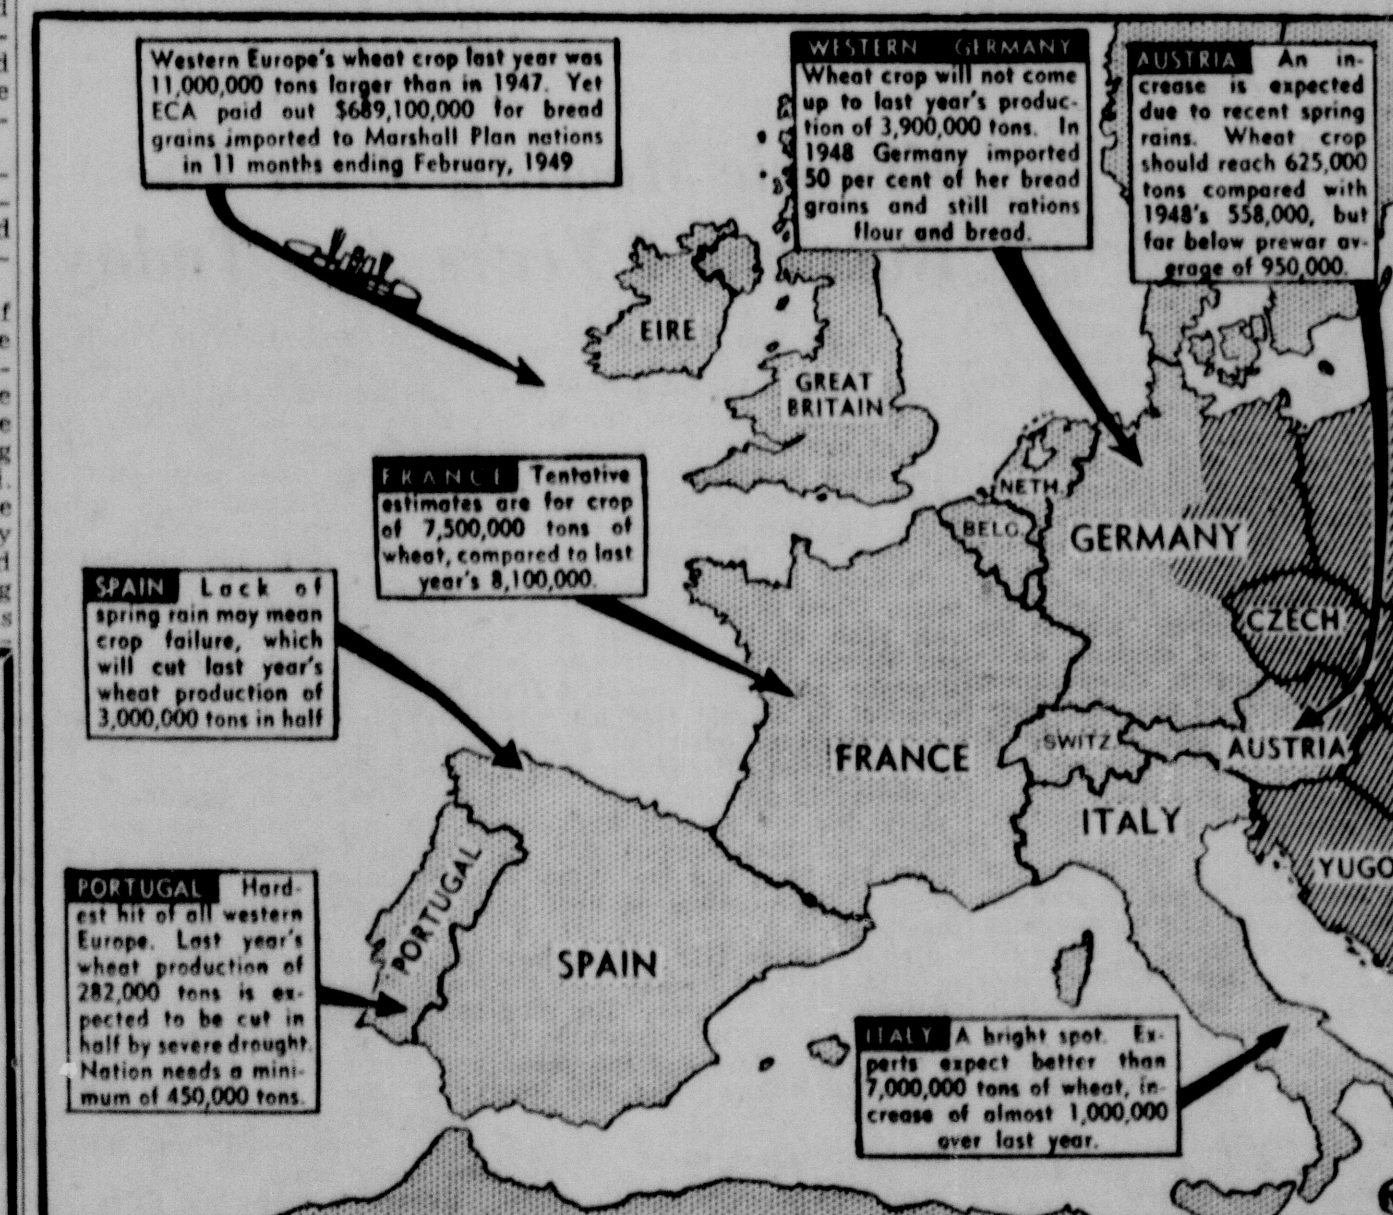 Western Europe's wheat crop last year was
11,000,000 tons larger than in 1947. Yet
ECA paid out $689,100,000 for bread
grains imported to Marshall Plan nations
in 11 months ending February, 1949
WESTERN GERMANY
Wheat crop will not come
up to last year's produc-
tion of 3,900,000 tons. In
1948 Germany imported
50 per cent of her bread
grains and still rations
flour and bread.
AUSTRIA An in-
crease is expected
due to recent spring
rains. Wheat crop
should reach 625,000
tons compared with
1948's 558,000, but
far below prewar av-
erage of 950,000.
EIRE
GREAT
BRITAIN
FRANCE Tentative
estimates are for crop
of 7,500,000 tons of
wheat, compared to last
year's 8,100,000.
NETH.
BELG.
GERMANY
SPAIN Lack of
spring rain may mean
crop failure, which
will cut last year's
wheat production of
3,000,000 tons in half
CZECH
FRANCE
SWITZ.
AUSTRIA
ITALY
YUGO
PORTUGAL Hard-
est hit of all western
Europe. Last year's
wheat production of
282,000 tons is ex-
pected to be cut in
half by severe drought.
Nation needs a mini-
mum of 450,000 tons.
PORTUGAL
SPAIN
ITALY A bright spot. Ex-
perts expect better than
7,000,000 tons of wheat, in-
crease of almost 1,000,000
over last year.